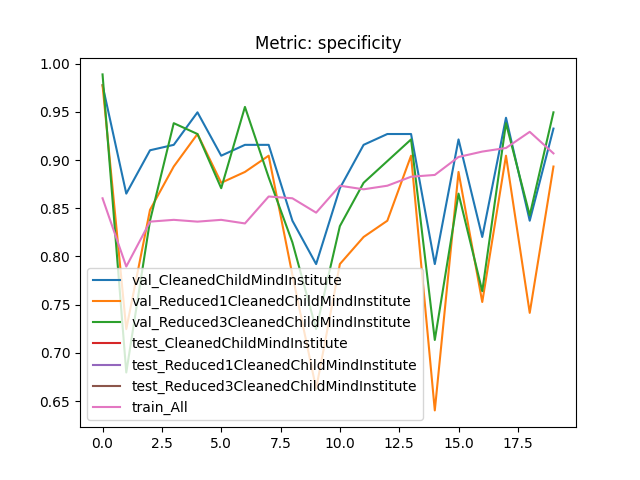 Metric: specificity
1.00
0.95
0.90
0.85
0.80
0.75
0.70
0.65
val_CleanedChildMindInstitute
val_Reduced1CleanedChildMindInstitute
val_Reduced3CleanedChildMindInstitute
test_CleanedChildMindInstitute
test_Reduced1CleanedChildMindInstitute
test_Reduced3CleanedChildMindInstitute
train_All
0.0 2.5 5.0 7.5 10.0 12.5 15.0 17.5